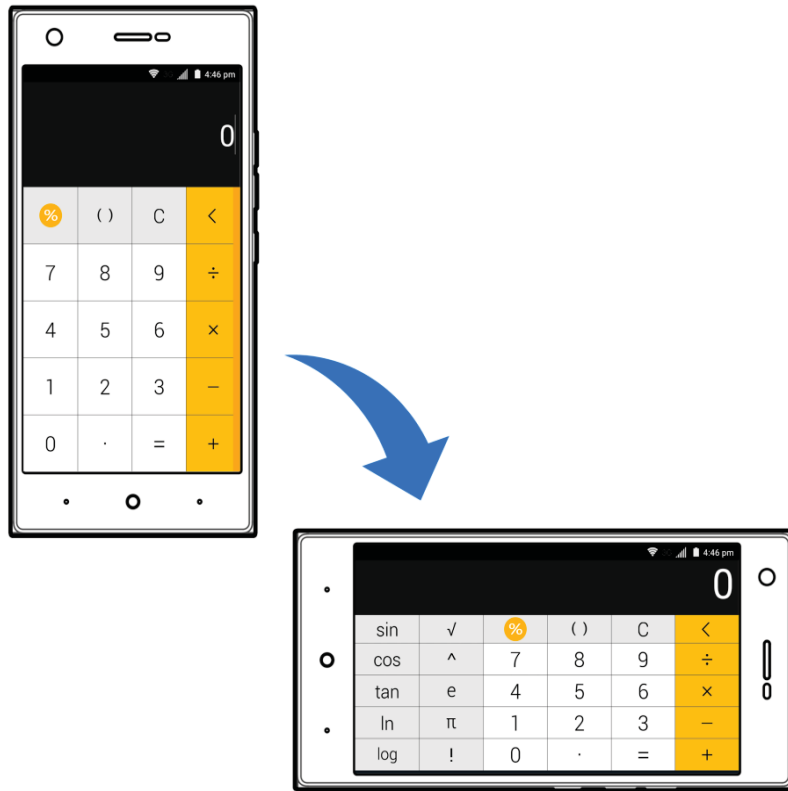 4:46 pm
0
% ( ) C <
7 8 9 ÷
4 5 6 ×
1 2 3 −
0 · = +
4:46 pm
0
sin √ % ( ) C <
cos ^ 7 8 9 ÷
tan e 4 5 6 ×
ln π 1 2 3 −
log ! 0 · = +